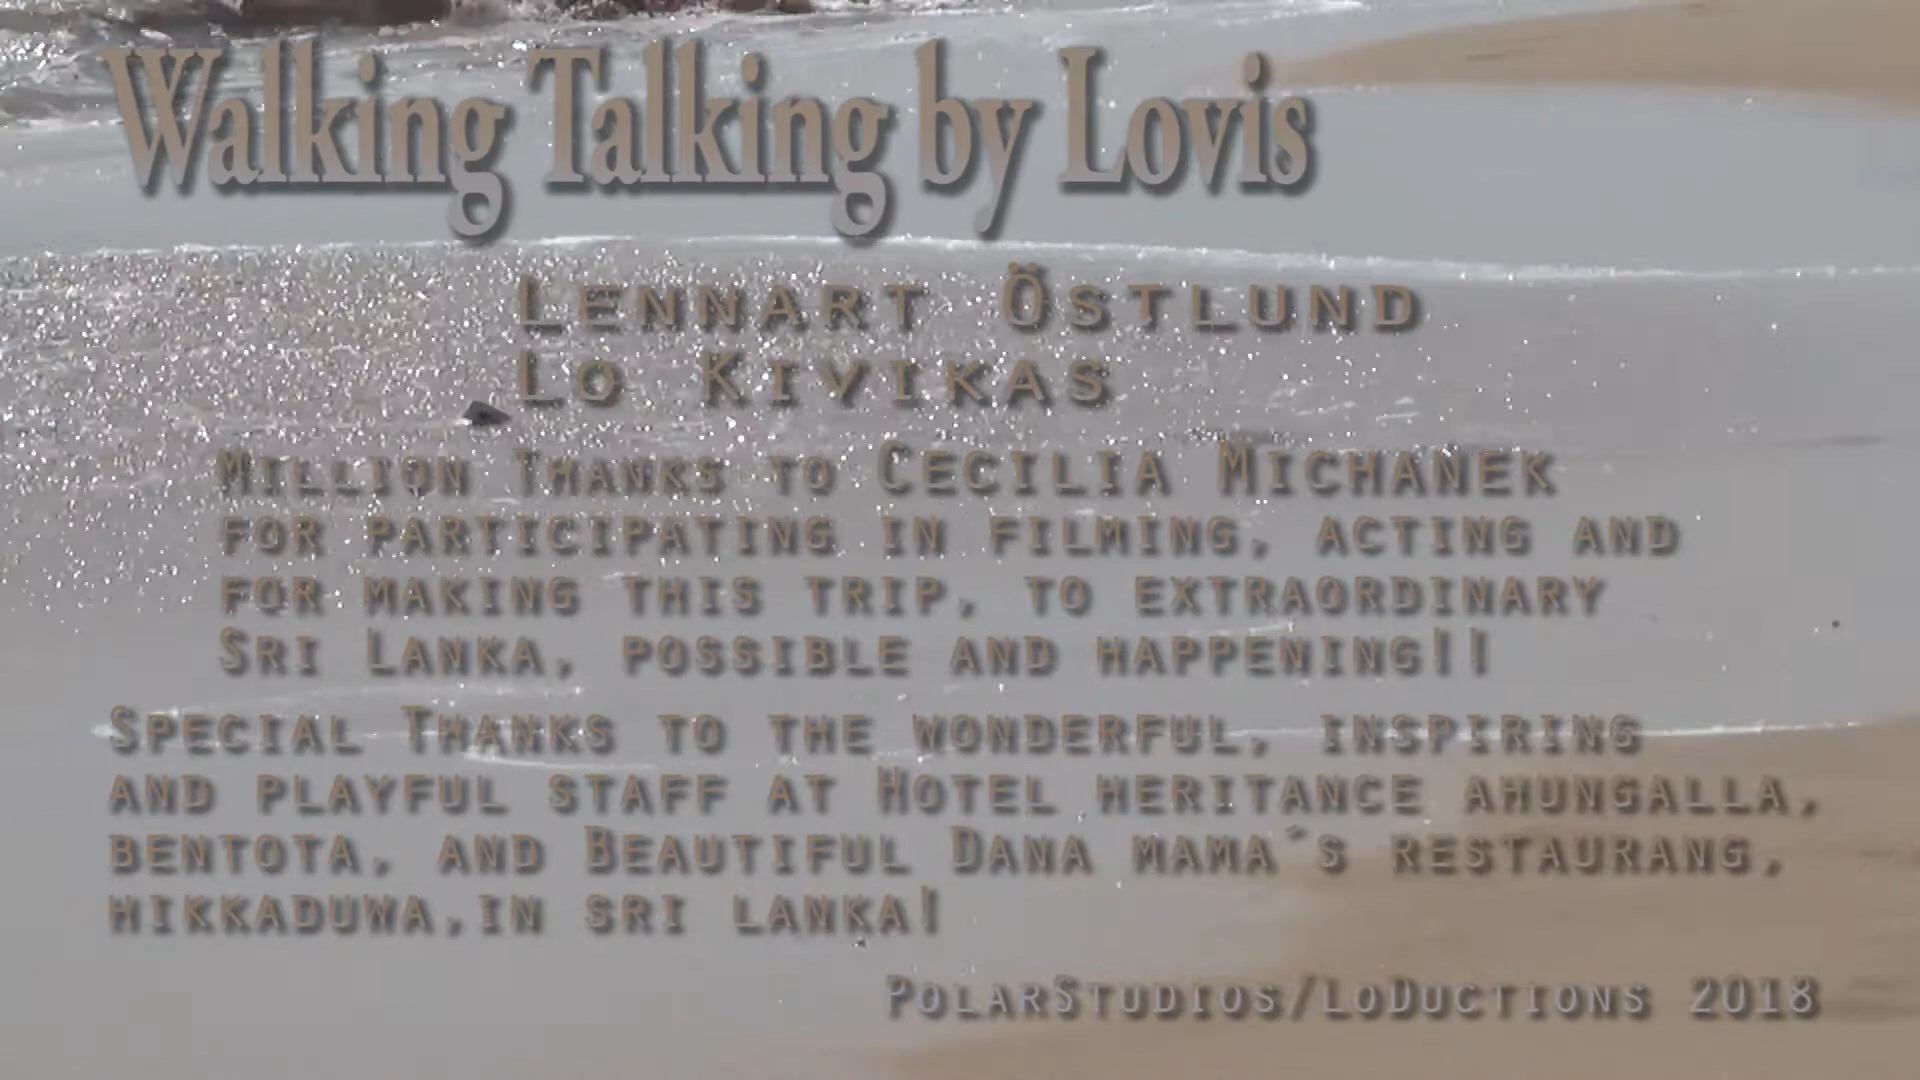 Walking Talking by Lovis
Lennart Östlund
Lo Kivikas
Million Thanks to Cecilia Michanek
for participating in filming, acting and
for making this trip, to extraordinary
Sri Lanka, possible and happening!!
Special Thanks to the wonderful, inspiring
and playful staff at Hotel heritance ahungalla,
bentota, and Beautiful Dana mama´s restaurang,
hikkaduwa,in sri lanka!
PolarStudios/LoDuctions 2018